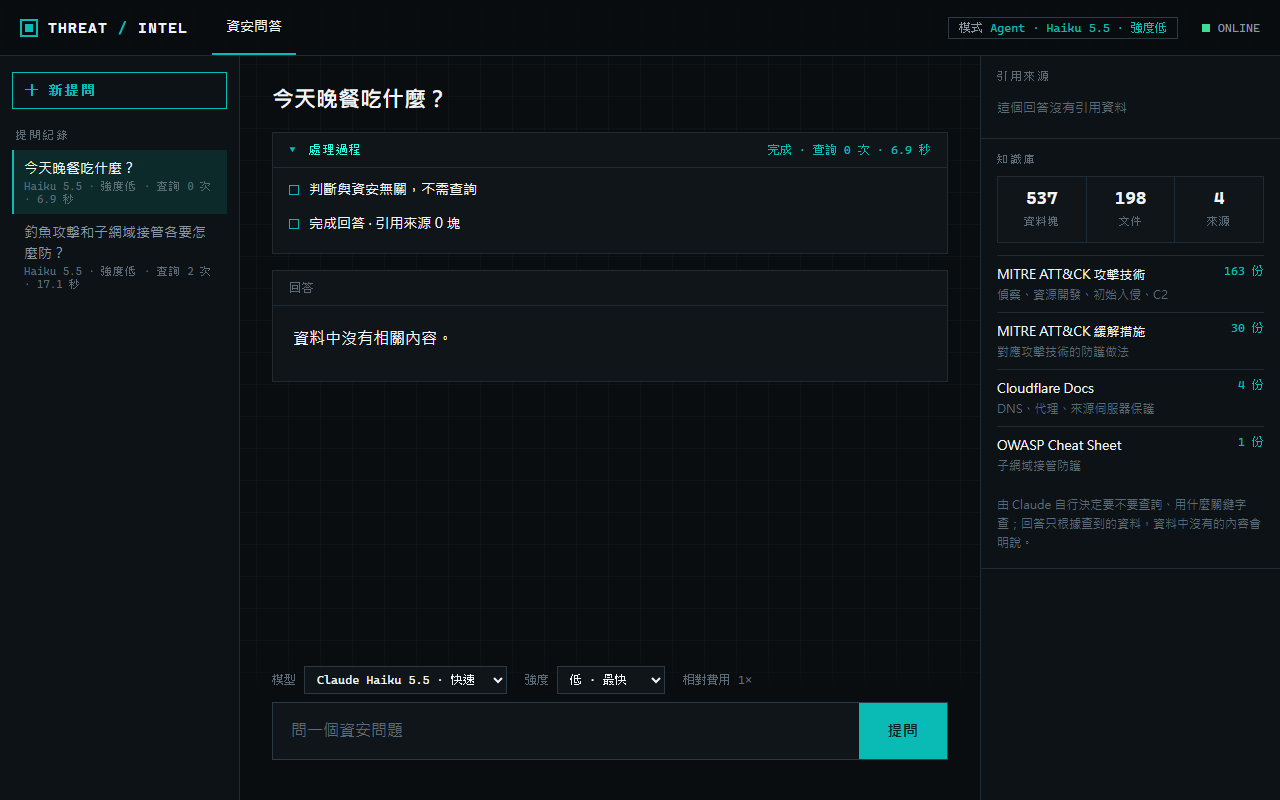 THREAT / INTEL
資安問答
模式 Agent · Haiku 5.5 · 強度低
ONLINE
＋ 新提問
提問紀錄
今天晚餐吃什麼？
Haiku 5.5 · 強度低 · 查詢 0 次
· 6.9 秒
釣魚攻擊和子網域接管各要怎
麼防？
Haiku 5.5 · 強度低 · 查詢 2 次
· 17.1 秒
今天晚餐吃什麼？
▼ 處理過程
完成 · 查詢 0 次 · 6.9 秒
判斷與資安無關，不需查詢
完成回答 · 引用來源 0 塊
回答
資料中沒有相關內容。
模型
Claude Haiku 5.5 · 快速
強度
低 · 最快
相對費用 1×
問一個資安問題
提問
引用來源
這個回答沒有引用資料
知識庫
537
資料塊
198
文件
4
來源
MITRE ATT&CK 攻擊技術
163 份
偵察、資源開發、初始入侵、C2
MITRE ATT&CK 緩解措施
30 份
對應攻擊技術的防護做法
Cloudflare Docs
4 份
DNS、代理、來源伺服器保護
OWASP Cheat Sheet
1 份
子網域接管防護
由 Claude 自行決定要不要查詢、用什麼關鍵字
查；回答只根據查到的資料，資料中沒有的內容會
明說。